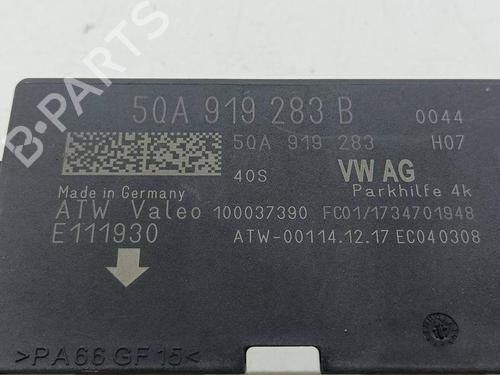 5QA 919 283 B
0044
5QA 919 283
H07
40S
VW AG
Parkhilfe 4k
Made in Germany
ATW Valeo 100037390 FC01/1734701948
E111930
ATW-00114.12.17 EC040308
>PA66 GF15<